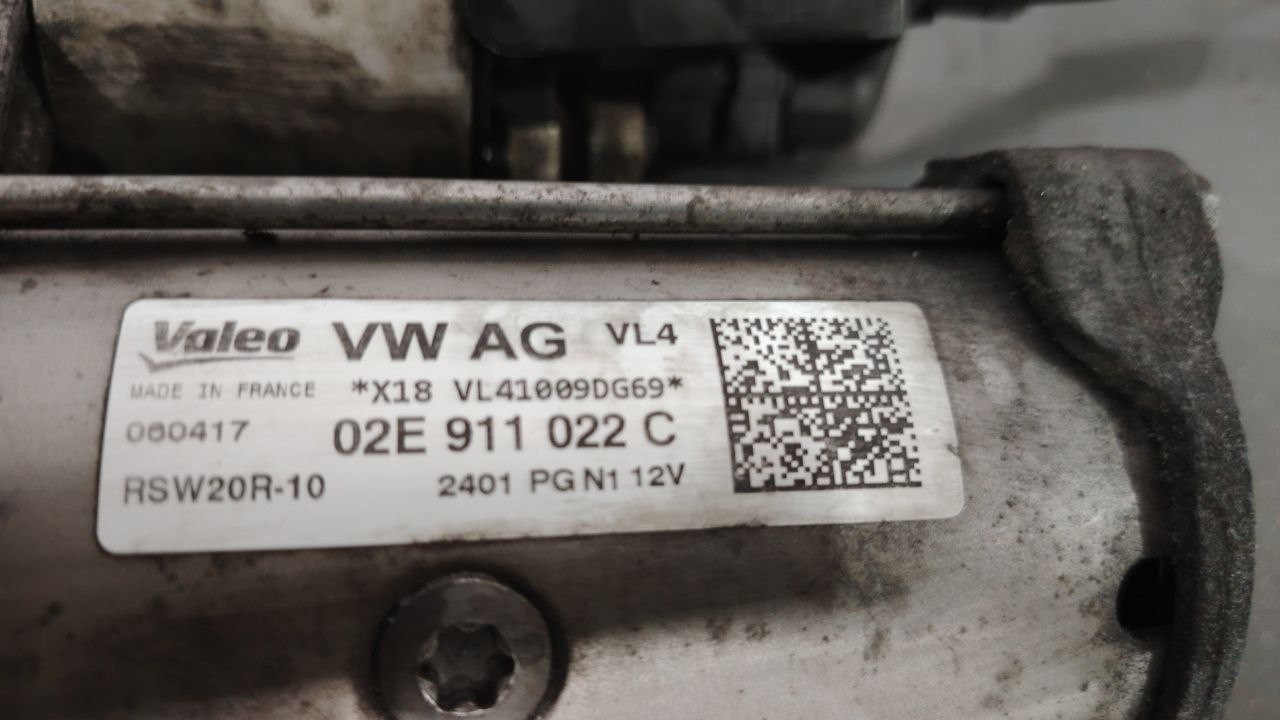 Valeo VW AG VL4
MADE IN FRANCE *X18 VL41009DG69*
060417 02E 911 022 C
RSW20R-10 2401 PG N1 12V